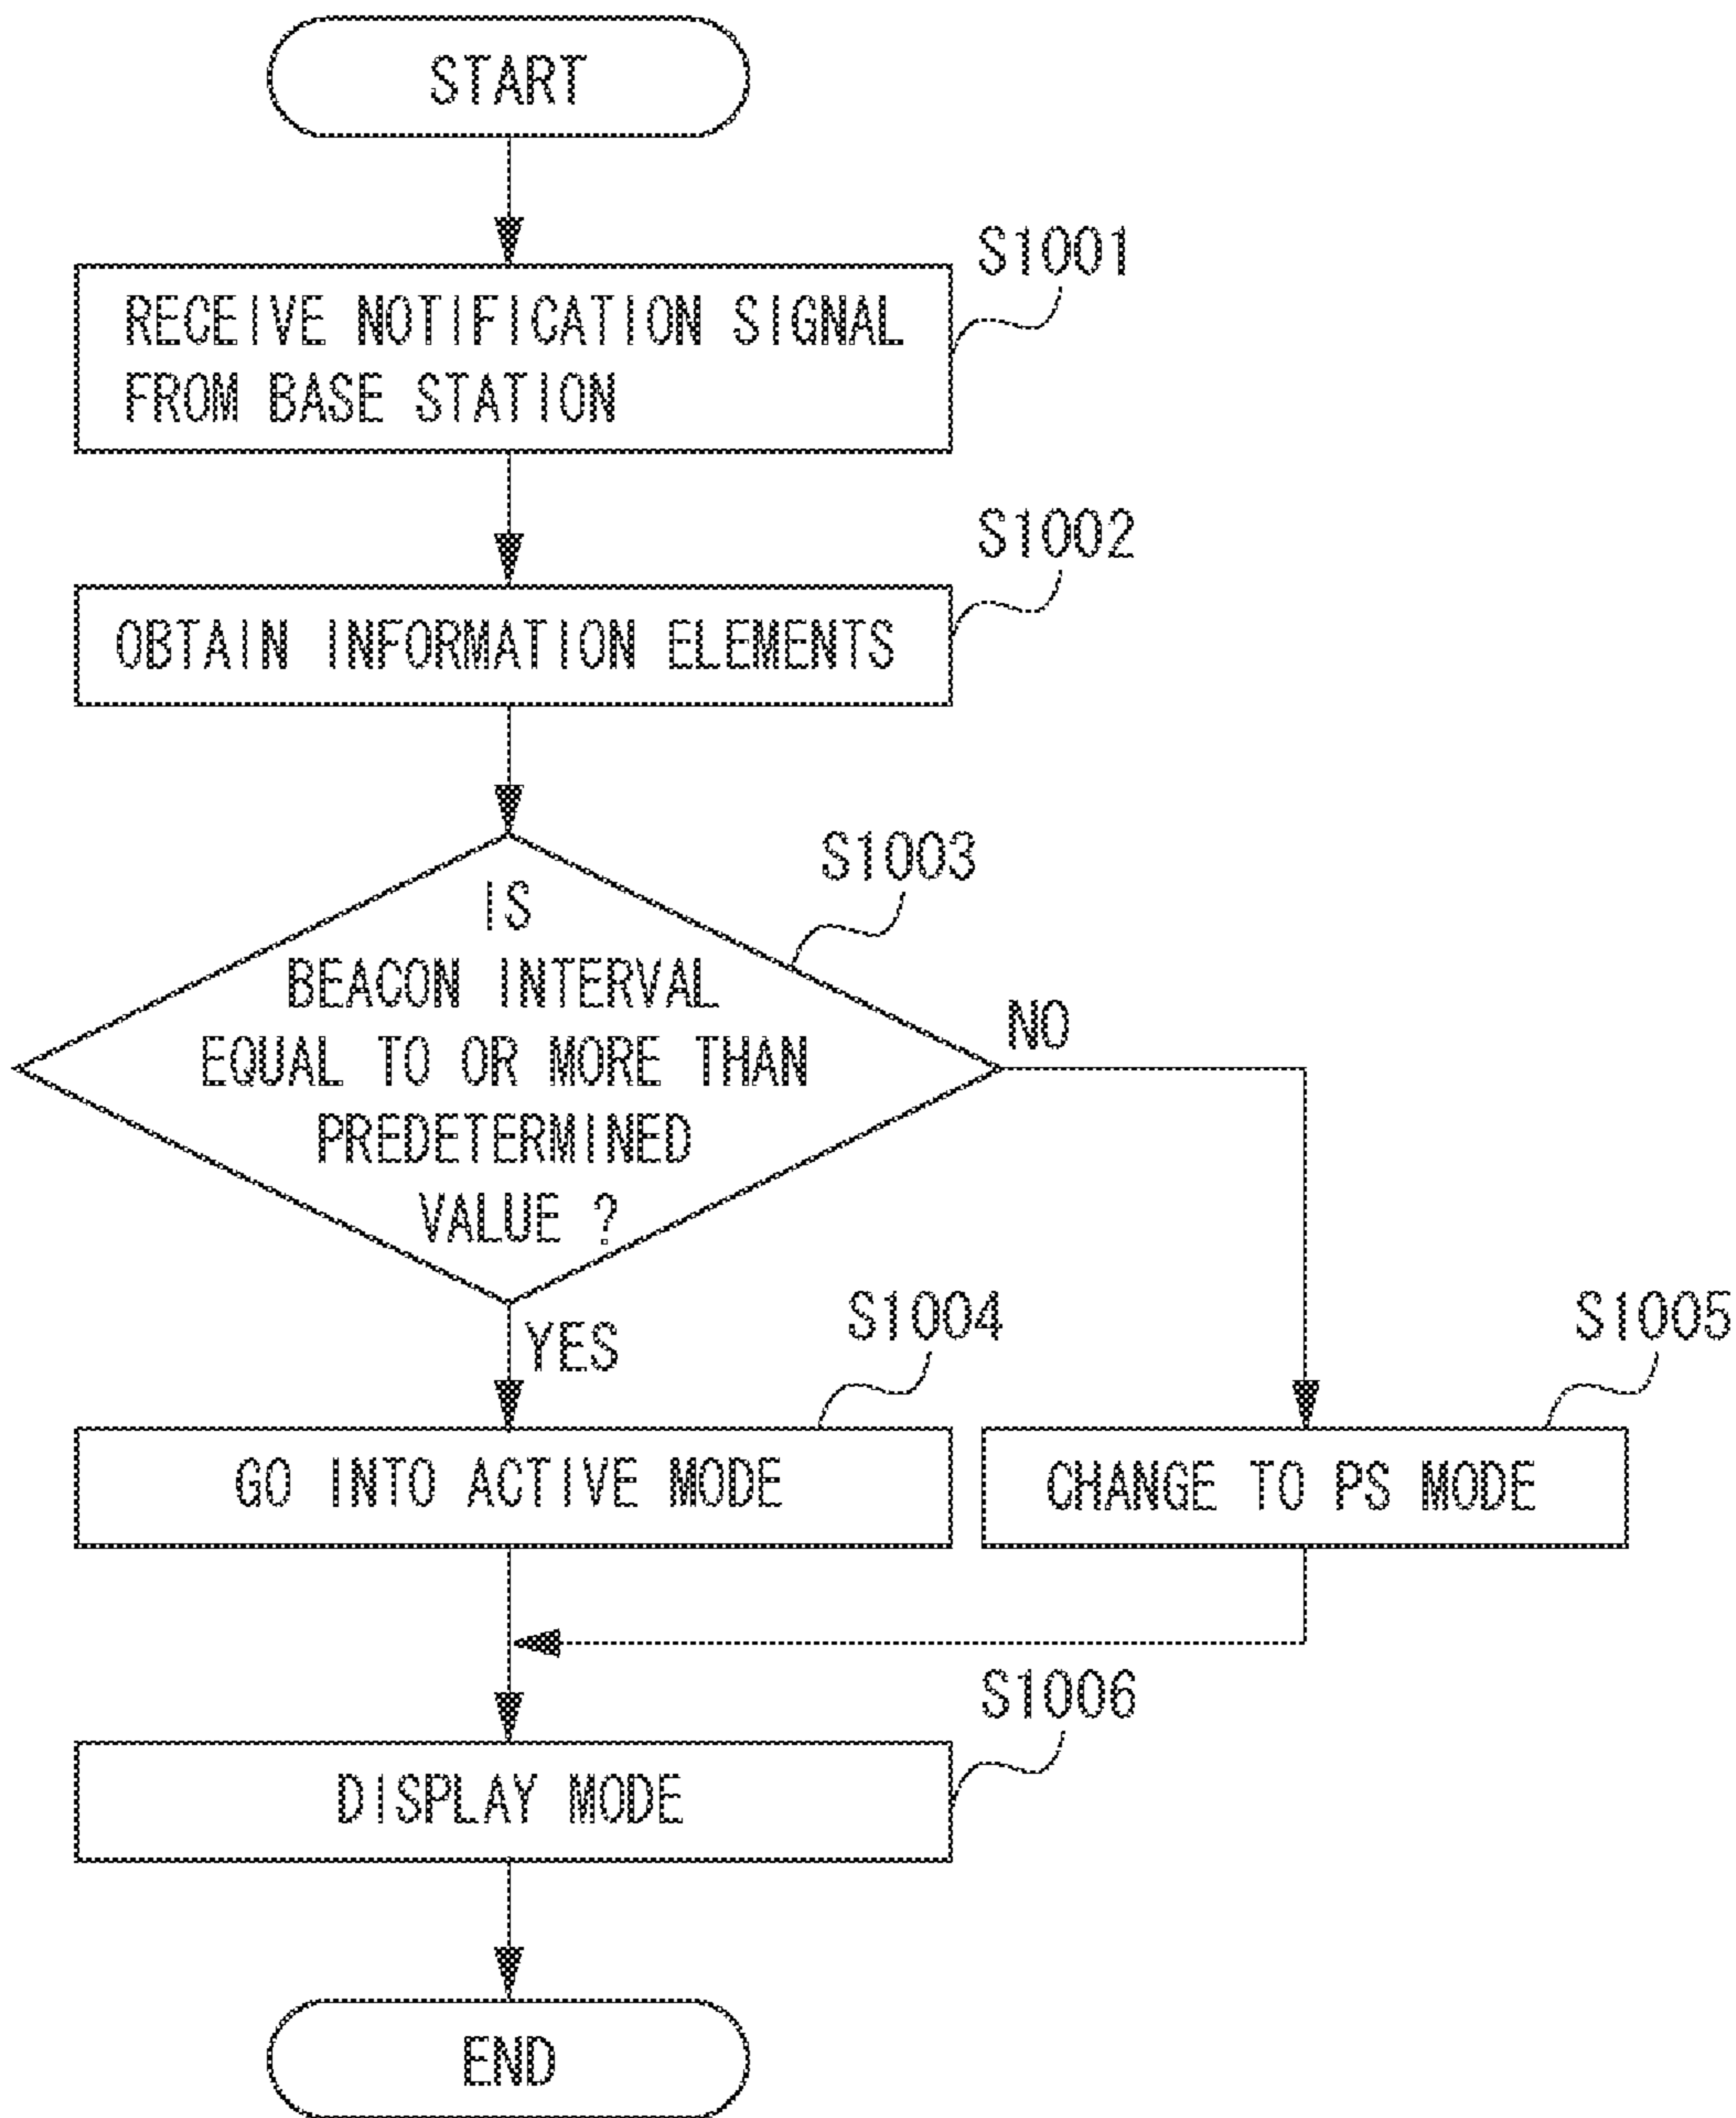 START
S1001
RECEIVE NOTIFICATION SIGNAL
FROM BASE STATION
S1002
OBTAIN INFORMATION ELEMENTS
S1003
IS
BEACON INTERVAL
EQUAL TO OR MORE THAN
PREDETERMINED
VALUE ?
NO
YES
S1004
S1005
GO INTO ACTIVE MODE
CHANGE TO PS MODE
S1006
DISPLAY MODE
END